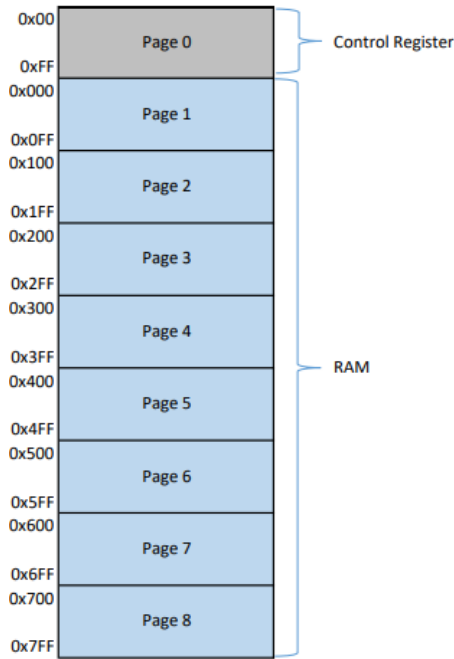 0x00
Page 0
Control Register
0xFF
0x000
Page 1
0x0FF
0x100
Page 2
0x1FF
0x200
Page 3
0x2FF
0x300
Page 4
0x3FF
RAM
0x400
Page 5
0x4FF
0x500
Page 6
0x5FF
0x600
Page 7
0x6FF
0x700
Page 8
0x7FF